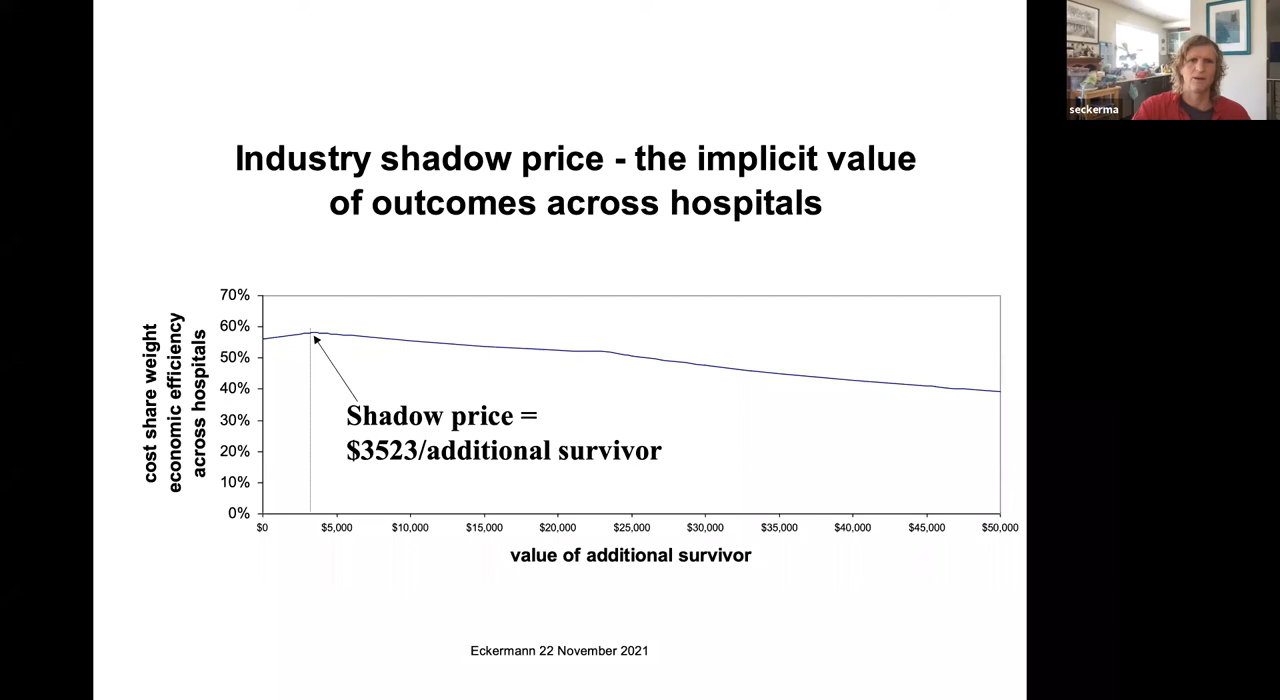 seckerma
Industry shadow price - the implicit value
of outcomes across hospitals
cost share weight
economic efficiency
across hospitals
70%
60%
50%
40%
30%
20%
10%
0%
Shadow price =
$3523/additional survivor
$0 $5,000 $10,000 $15,000 $20,000 $25,000 $30,000 $35,000 $40,000 $45,000 $50,000
value of additional survivor
Eckermann 22 November 2021